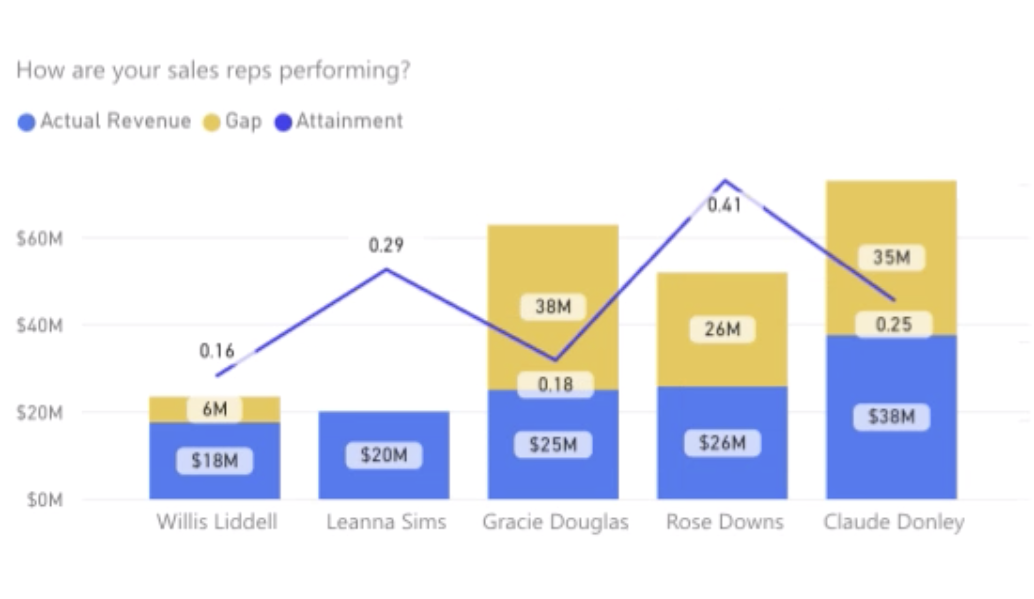 How are your sales reps performing?
Actual Revenue Gap Attainment
0.41
$60M 0.29 35M
38M
$40M 26M 0.25
0.16
0.18
$20M 6M $38M
$18M $20M $25M $26M
$0M
Willis Liddell Leanna Sims Gracie Douglas Rose Downs Claude Donley